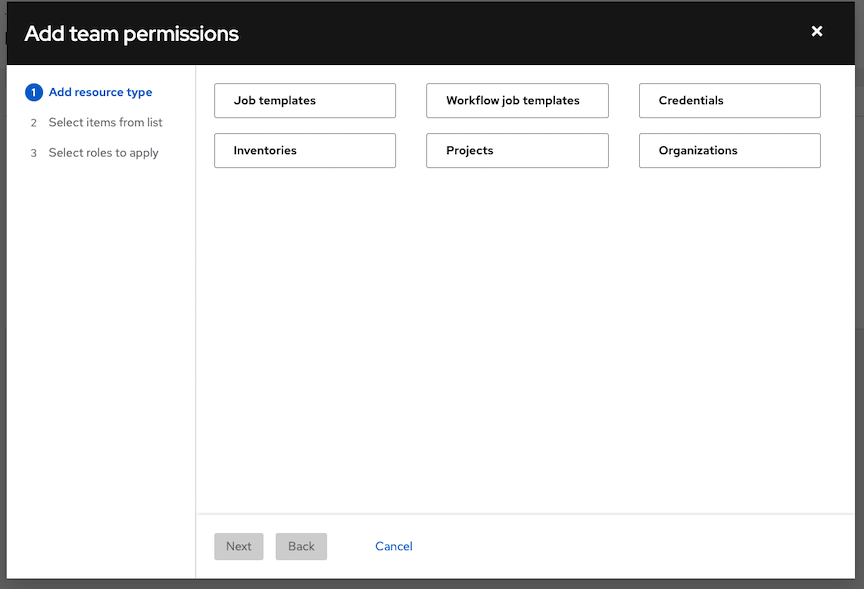 Add team permissions
1 Add resource type
2 Select items from list
3 Select roles to apply
Job templates
Workflow job templates
Credentials
Inventories
Projects
Organizations
Next
Back
Cancel